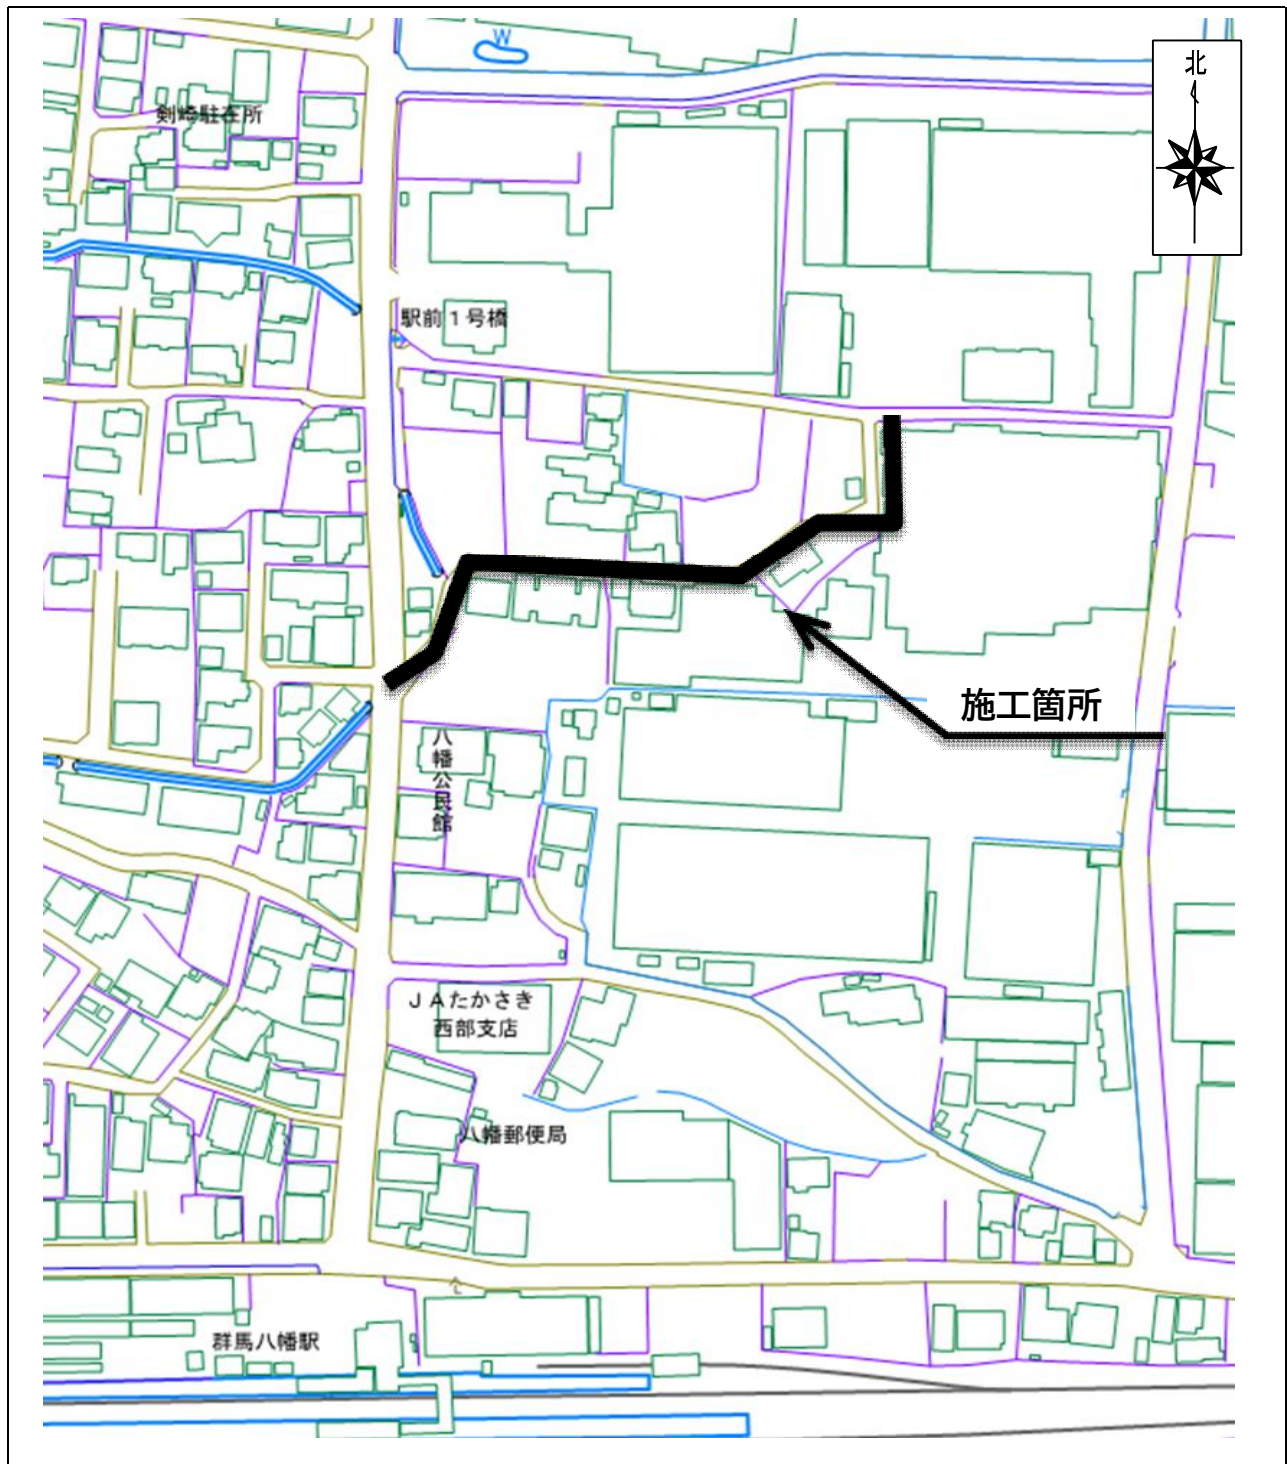 W
北
剣崎駐在所
駅前1号橋
施工箇所
八幡公民館
JAたかさき
西部支店
八幡郵便局
群馬八幡駅